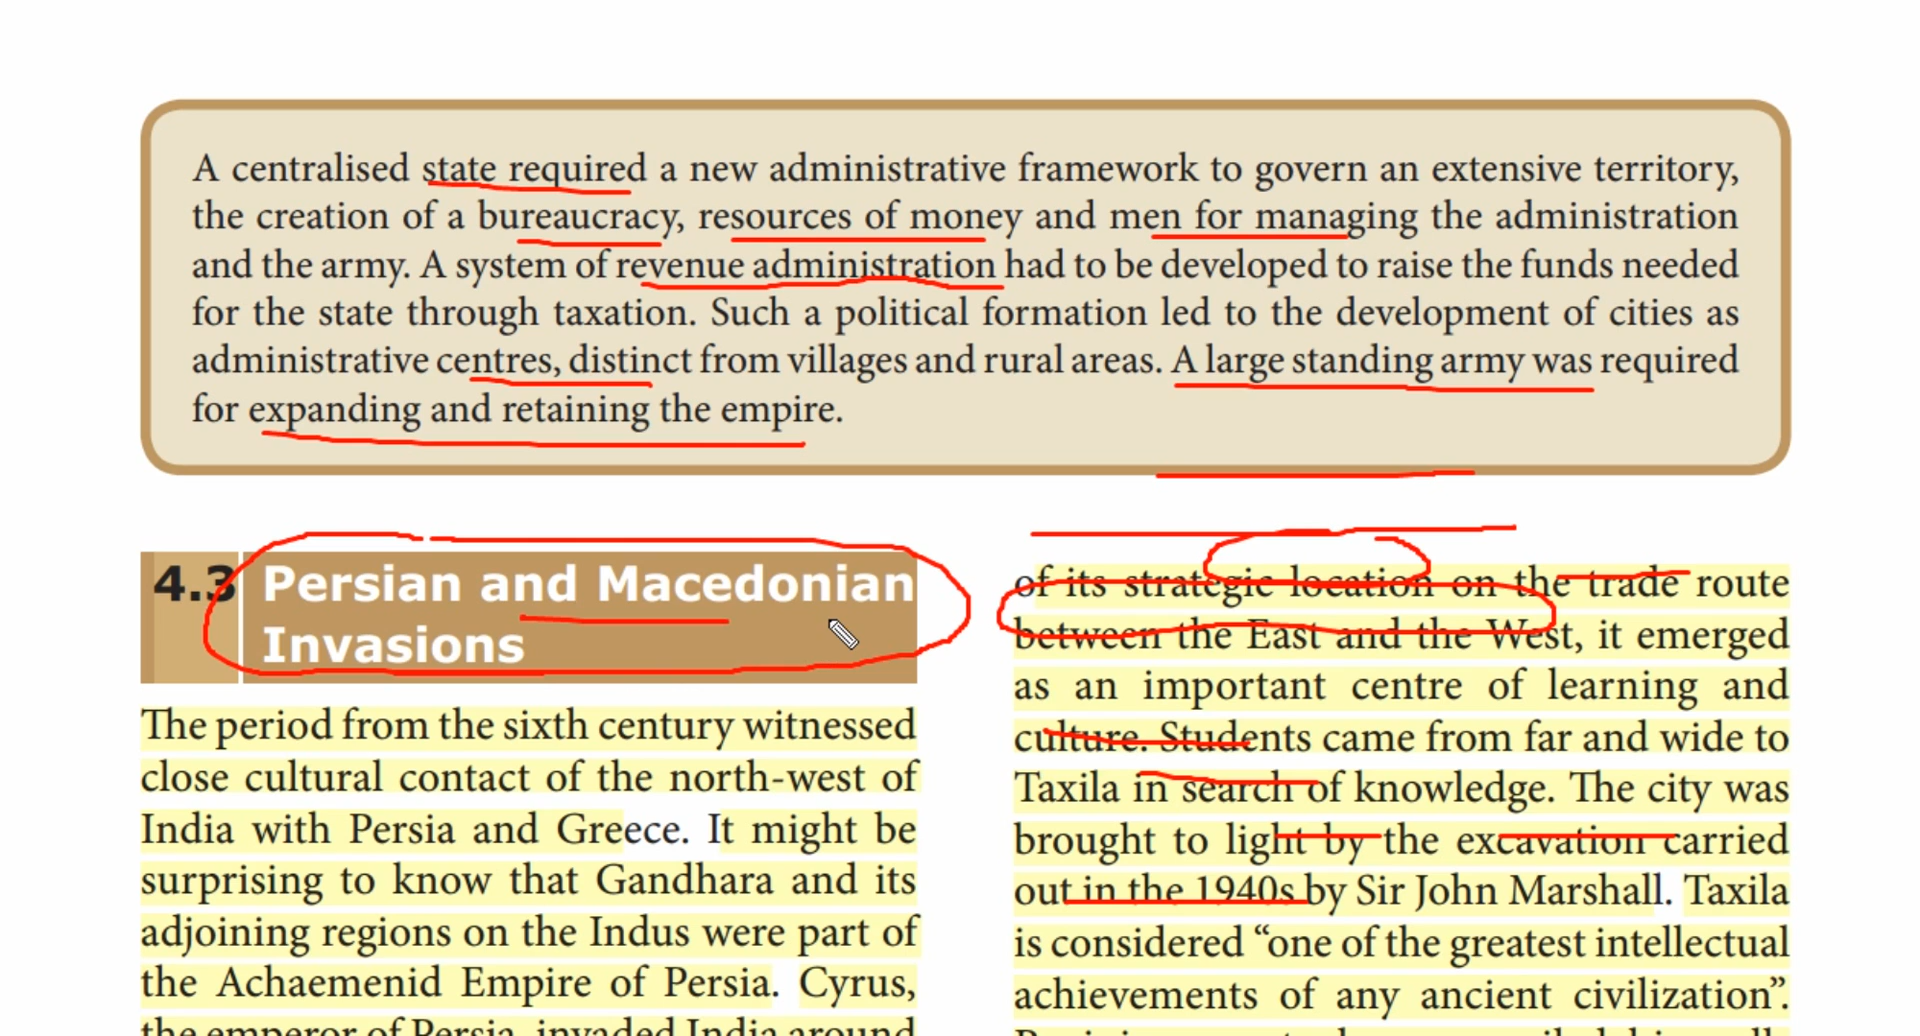 A centralised state required a new administrative framework to govern an extensive territory,
the creation of a bureaucracy, resources of money and men for managing the administration
and the army. A system of revenue administration had to be developed to raise the funds needed
for the state through taxation. Such a political formation led to the development of cities as
administrative centres, distinct from villages and rural areas. A large standing army was required
for expanding and retaining the empire.
4.3 Persian and Macedonian
Invasions
The period from the sixth century witnessed
close cultural contact of the north-west of
India with Persia and Greece. It might be
surprising to know that Gandhara and its
adjoining regions on the Indus were part of
the Achaemenid Empire of Persia. Cyrus,
the emperor of Persia, invaded India around
of its strategic location on the trade route
between the East and the West, it emerged
as an important centre of learning and
culture. Students came from far and wide to
Taxila in search of knowledge. The city was
brought to light by the excavation carried
out in the 1940s by Sir John Marshall. Taxila
is considered “one of the greatest intellectual
achievements of any ancient civilization”.